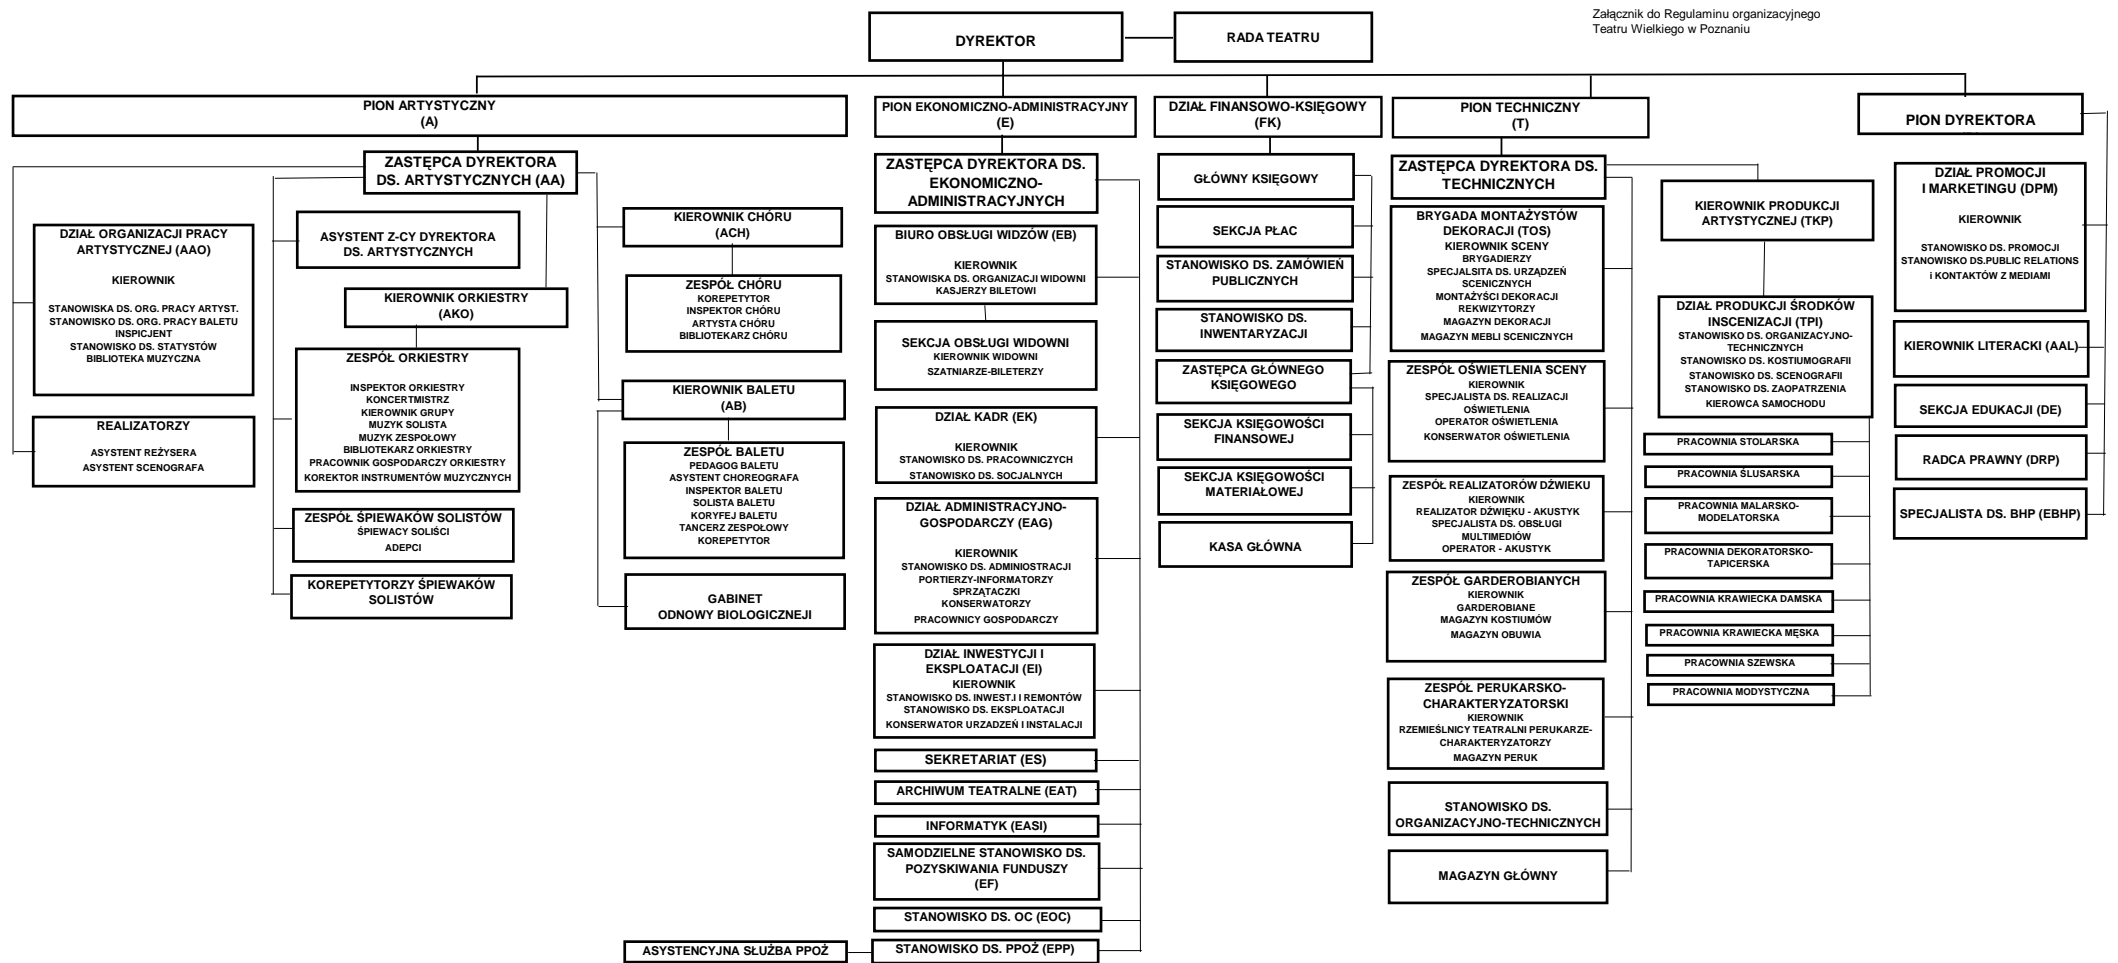 Załącznik do Regulaminu organizacyjnego
Teatru Wielkiego w Poznaniu
DYREKTOR
RADA TEATRU
PION ARTYSTYCZNY
(A)
PION EKONOMICZNO-ADMINISTRACYJNY
(E)
DZIAŁ FINANSOWO-KSIĘGOWY
(FK)
PION TECHNICZNY
(T)
PION DYREKTORA
ZASTĘPCA DYREKTORA
DS. ARTYSTYCZNYCH (AA)
DZIAŁ ORGANIZACJI PRACY
ARTYSTYCZNEJ (AAO)
KIEROWNIK
STANOWISKA DS. ORG. PRACY ARTYST.
STANOWISKO DS. ORG. PRACY BALETU
INSPICJENT
STANOWISKO DS. STATYSTÓW
BIBLIOTEKA MUZYCZNA
REALIZATORZY
ASYSTENT REŻYSERA
ASYSTENT SCENOGRAFA
ASYSTENT Z-CY DYREKTORA
DS. ARTYSTYCZNYCH
KIEROWNIK ORKIESTRY
(AKO)
ZESPÓŁ ORKIESTRY
INSPEKTOR ORKIESTRY
KONCERTMISTRZ
KIEROWNIK GRUPY
MUZYK SOLISTA
MUZYK ZESPOŁOWY
BIBLIOTEKARZ ORKIESTRY
PRACOWNIK GOSPODARCZY ORKIESTRY
KOREKTOR INSTRUMENTÓW MUZYCZNYCH
ZESPÓŁ ŚPIEWAKÓW SOLISTÓW
ŚPIEWACY SOLIŚCI
ADEPCI
KOREPETYTORZY ŚPIEWAKÓW
SOLISTÓW
KIEROWNIK CHÓRU
(ACH)
ZESPÓŁ CHÓRU
KOREPETYTOR
INSPEKTOR CHÓRU
ARTYSTA CHÓRU
BIBLIOTEKARZ CHÓRU
KIEROWNIK BALETU
(AB)
ZESPÓŁ BALETU
PEDAGOG BALETU
ASYSTENT CHOREOGRAFA
INSPEKTOR BALETU
SOLISTA BALETU
KORYFEJ BALETU
TANCERZ ZESPOŁOWY
KOREPETYTOR
GABINET
ODNOWY BIOLOGICZNEJI
ZASTĘPCA DYREKTORA DS.
EKONOMICZNO-
ADMINISTRACYJNYCH
BIURO OBSŁUGI WIDZÓW (EB)
KIEROWNIK
STANOWISKA DS. ORGANIZACJI WIDOWNI
KASJERZY BILETOWI
SEKCJA OBSŁUGI WIDOWNI
KIEROWNIK WIDOWNI
SZATNIARZE-BILETERZY
DZIAŁ KADR (EK)
KIEROWNIK
STANOWISKO DS. PRACOWNICZYCH
STANOWISKO DS. SOCJALNYCH
DZIAŁ ADMINISTRACYJNO-
GOSPODARCZY (EAG)
KIEROWNIK
STANOWISKO DS. ADMINIOSTRACJI
PORTIERZY-INFORMATORZY
SPRZĄTACZKI
KONSERWATORZY
PRACOWNICY GOSPODARCZY
DZIAŁ INWESTYCJI I
EKSPLOATACJI (EI)
KIEROWNIK
STANOWISKO DS. INWEST.I I REMONTÓW
STANOWISKO DS. EKSPLOATACJI
KONSERWATOR URZADZEŃ I INSTALACJI
SEKRETARIAT (ES)
ARCHIWUM TEATRALNE (EAT)
INFORMATYK (EASI)
SAMODZIELNE STANOWISKO DS.
POZYSKIWANIA FUNDUSZY
(EF)
STANOWISKO DS. OC (EOC)
ASYSTENCYJNA SŁUŻBA PPOŻ
STANOWISKO DS. PPOŻ (EPP)
GŁÓWNY KSIĘGOWY
SEKCJA PŁAC
STANOWISKO DS. ZAMÓWIEŃ
PUBLICZNYCH
STANOWISKO DS.
INWENTARYZACJI
ZASTĘPCA GŁÓWNEGO
KSIĘGOWEGO
SEKCJA KSIĘGOWOŚCI
FINANSOWEJ
SEKCJA KSIĘGOWOŚCI
MATERIAŁOWEJ
KASA GŁÓWNA
ZASTĘPCA DYREKTORA DS.
TECHNICZNYCH
BRYGADA MONTAŻYSTÓW
DEKORACJI (TOS)
KIEROWNIK SCENY
BRYGADIERZY
SPECJALSITA DS. URZĄDZEŃ
SCENICZNYCH
MONTAŻYŚCI DEKORACJI
REKWIZYTORZY
MAGAZYN DEKORACJI
MAGAZYN MEBLI SCENICZNYCH
ZESPÓŁ OŚWIETLENIA SCENY
KIEROWNIK
SPECJALISTA DS. REALIZACJI
OŚWIETLENIA
OPERATOR OŚWIETLENIA
KONSERWATOR OŚWIETLENIA
ZESPÓŁ REALIZATORÓW DŹWIEKU
KIEROWNIK
REALIZATOR DŹWIĘKU - AKUSTYK
SPECJALISTA DS. OBSŁUGI
MULTIMEDIÓW
OPERATOR - AKUSTYK
ZESPÓŁ GARDEROBIANYCH
KIEROWNIK
GARDEROBIANE
MAGAZYN KOSTIUMÓW
MAGAZYN OBUWIA
ZESPÓŁ PERUKARSKO-
CHARAKTERYZATORSKI
KIEROWNIK
RZEMIEŚLNICY TEATRALNI PERUKARZE-
CHARAKTERYZATORZY
MAGAZYN PERUK
STANOWISKO DS.
ORGANIZACYJNO-TECHNICZNYCH
MAGAZYN GŁÓWNY
KIEROWNIK PRODUKCJI
ARTYSTYCZNEJ (TKP)
DZIAŁ PRODUKCJI ŚRODKÓW
INSCENIZACJI (TPI)
STANOWISKO DS. ORGANIZACYJNO-
TECHNICZNYCH
STANOWISKO DS. KOSTIUMOGRAFII
STANOWISKO DS. SCENOGRAFII
STANOWISKO DS. ZAOPATRZENIA
KIEROWCA SAMOCHODU
PRACOWNIA STOLARSKA
PRACOWNIA ŚLUSARSKA
PRACOWNIA MALARSKO-
MODELATORSKA
PRACOWNIA DEKORATORSKO-
TAPICERSKA
PRACOWNIA KRAWIECKA DAMSKA
PRACOWNIA KRAWIECKA MĘSKA
PRACOWNIA SZEWSKA
PRACOWNIA MODYSTYCZNA
DZIAŁ PROMOCJI
I MARKETINGU (DPM)
KIEROWNIK
STANOWISKO DS. PROMOCJI
STANOWISKO DS.PUBLIC RELATIONS
i KONTAKTÓW Z MEDIAMI
KIEROWNIK LITERACKI (AAL)
SEKCJA EDUKACJI (DE)
RADCA PRAWNY (DRP)
SPECJALISTA DS. BHP (EBHP)